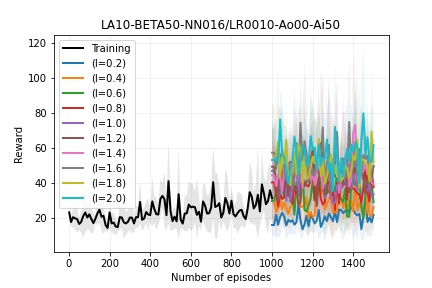 LA10-BETA50-NN016/LR0010-Ao00-Ai50
120
100
80
60
40
20
Reward
Training
(l=0.2)
(l=0.4)
(l=0.6)
(l=0.8)
(l=1.0)
(l=1.2)
(l=1.4)
(l=1.6)
(l=1.8)
(l=2.0)
0 200 400 600 800 1000 1200 1400
Number of episodes